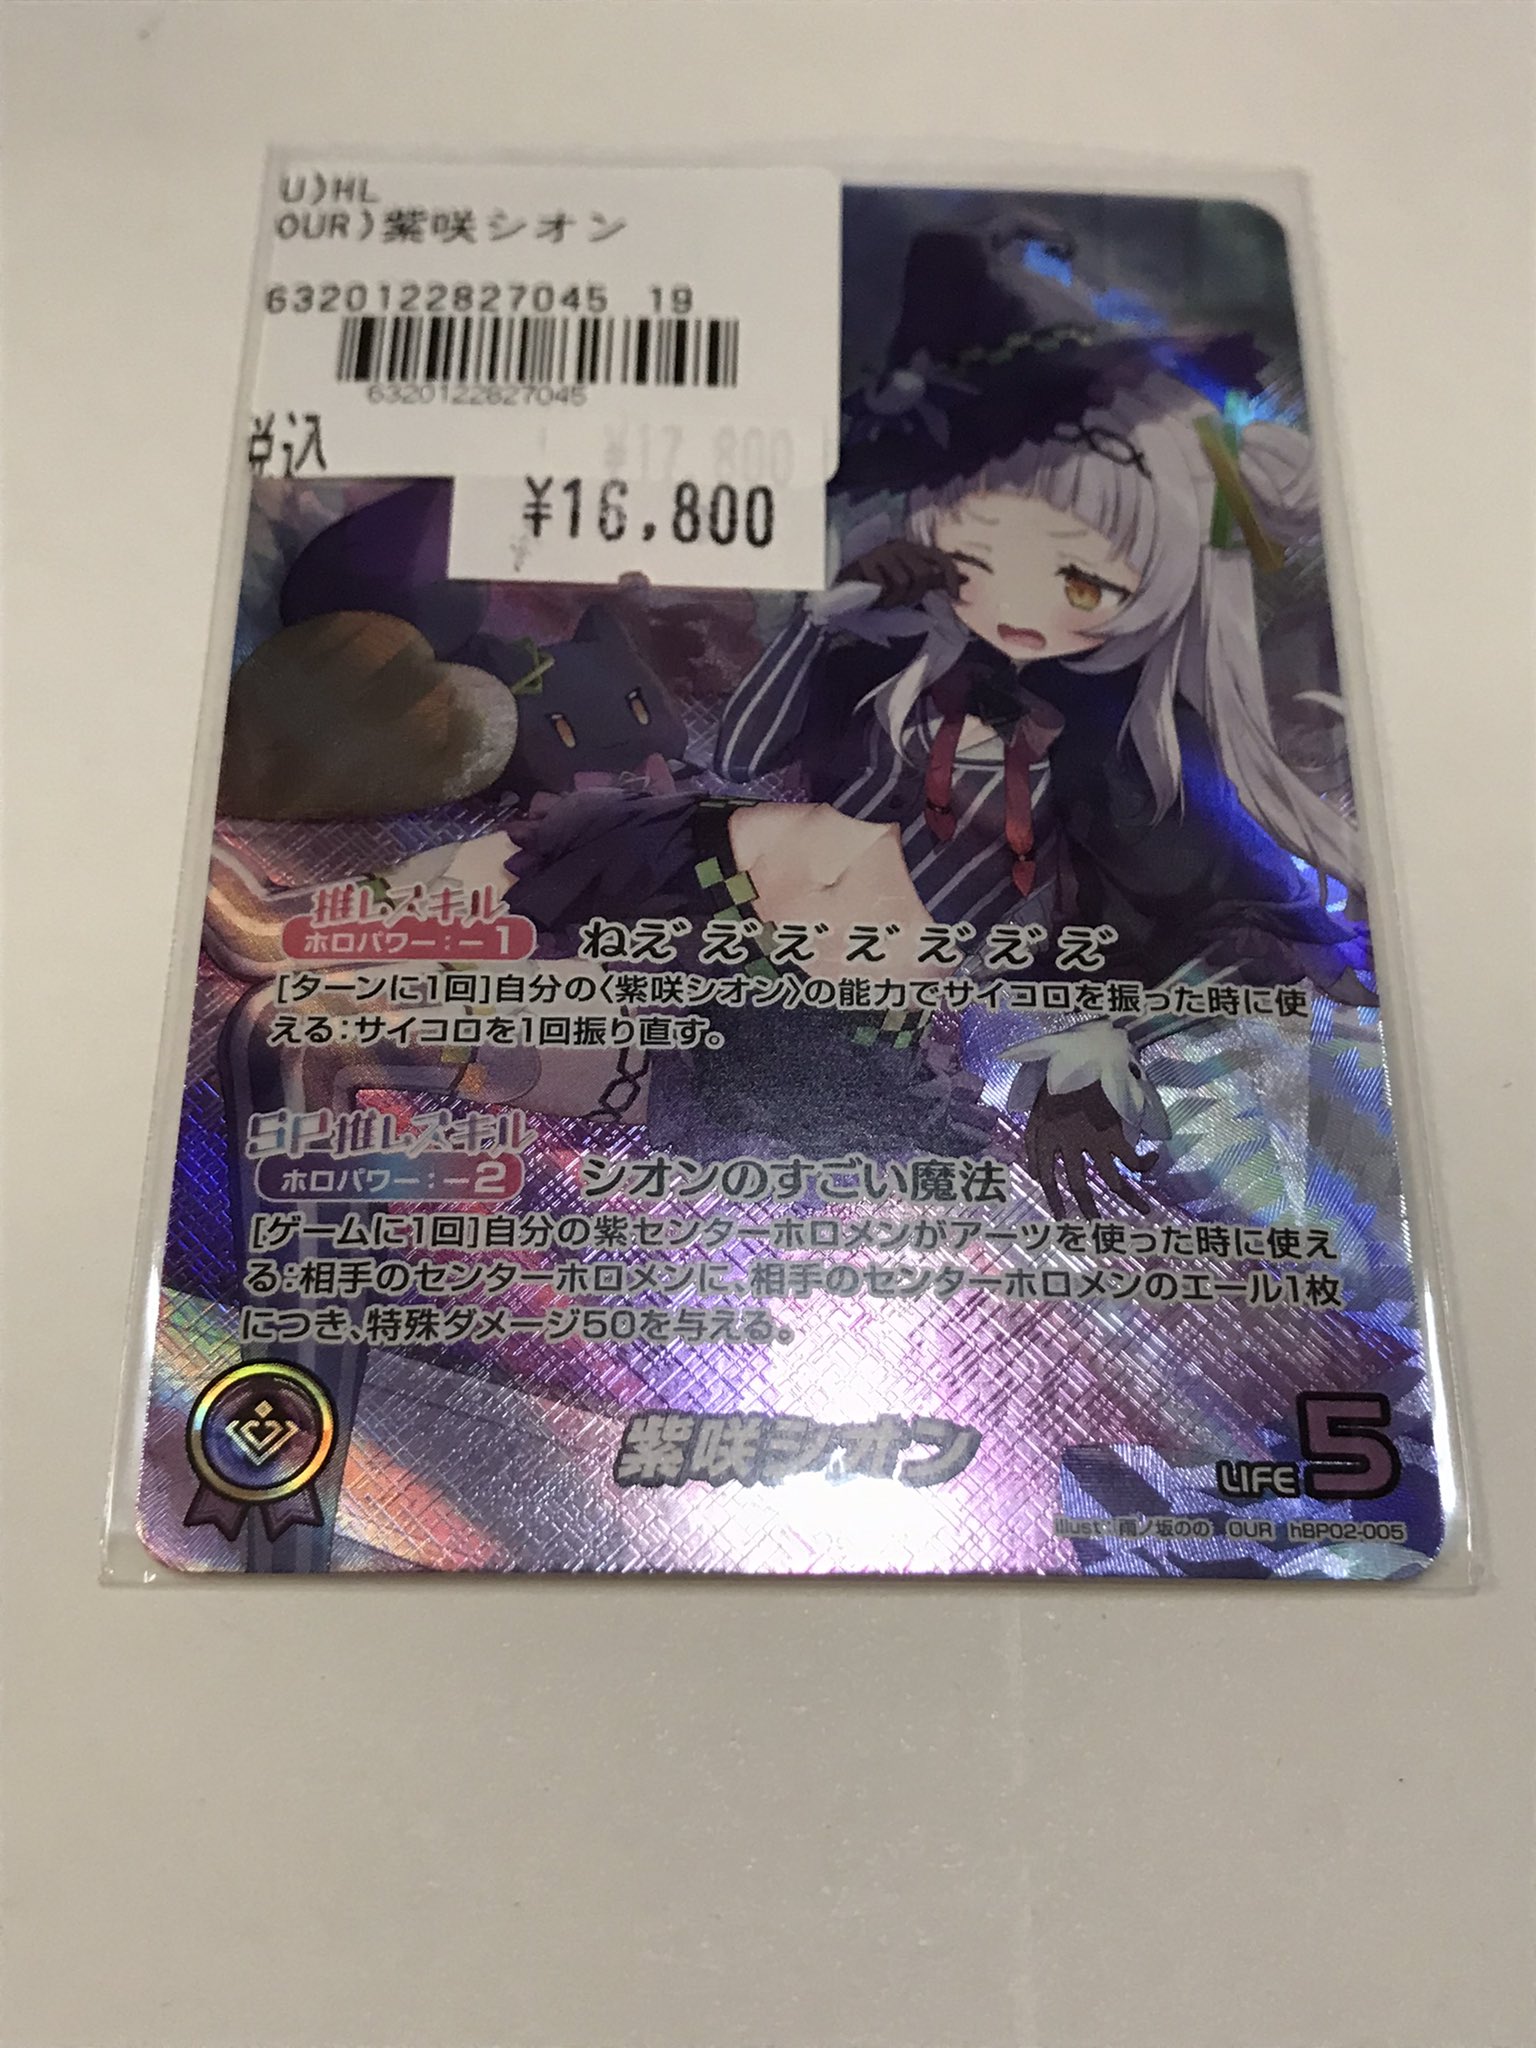 U)HL
OUR)紫咲シオン
6320122827045 19
6320122827045
税込
¥17,800
¥16,800
推しスキル
ホロパワー:-1
ねえ゛え゛え゛え゛え゛え゛え゛
[ターンに1回]自分の〈紫咲シオン〉の能力でサイコロを振った時に使
える:サイコロを1回振り直す。
SP推しスキル
ホロパワー:-2
シオンのすごい魔法
[ゲームに1回]自分の紫センターホロメンがアーツを使った時に使え
る:相手のセンターホロメンに、相手のセンターホロメンのエール1枚
につき、特殊ダメージ50を与える。
紫咲シオン
LIFE 5
illust:雨ノ坂のの OUR hBP02-005